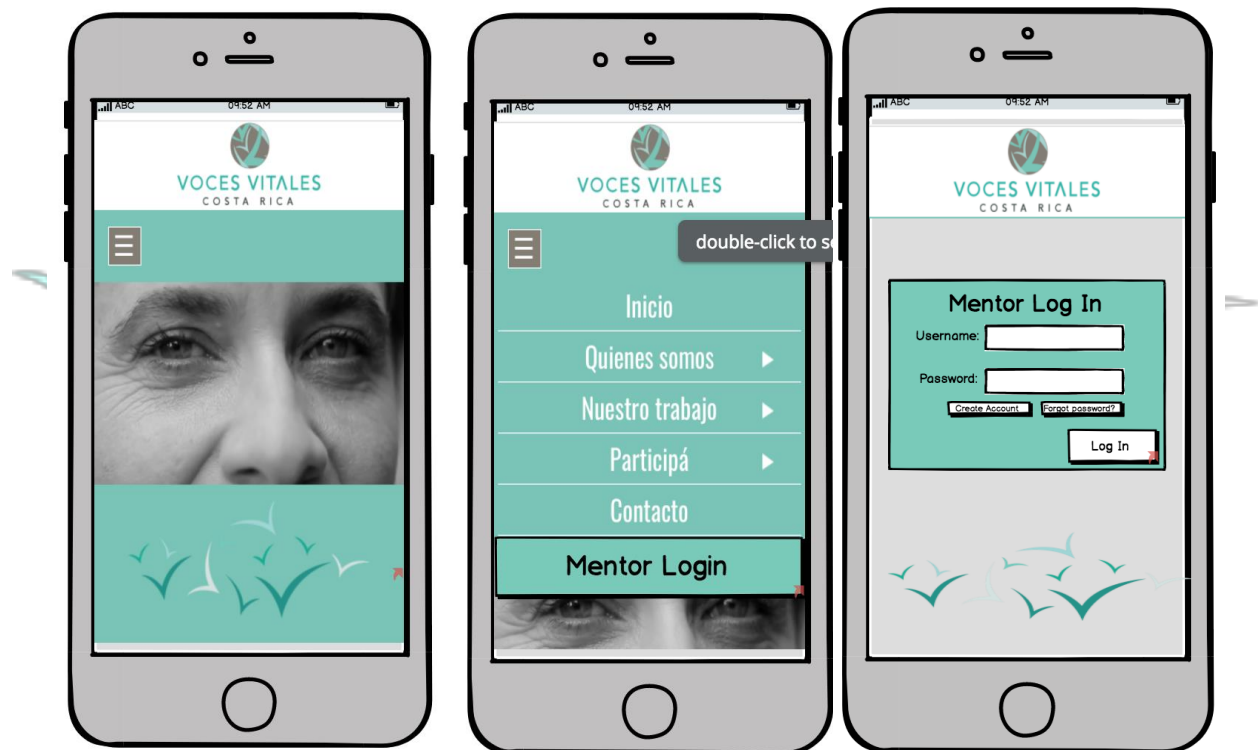 ABC 09:52 AM
VOCES VITALES
COSTA RICA
ABC 09:52 AM
VOCES VITALES
COSTA RICA
double-click to
Inicio
Quienes somos
Nuestro trabajo
Participá
Contacto
Mentor Login
ABC 09:52 AM
VOCES VITALES
COSTA RICA
Mentor Log In
Username:
Password:
Create Account Forgot password?
Log In